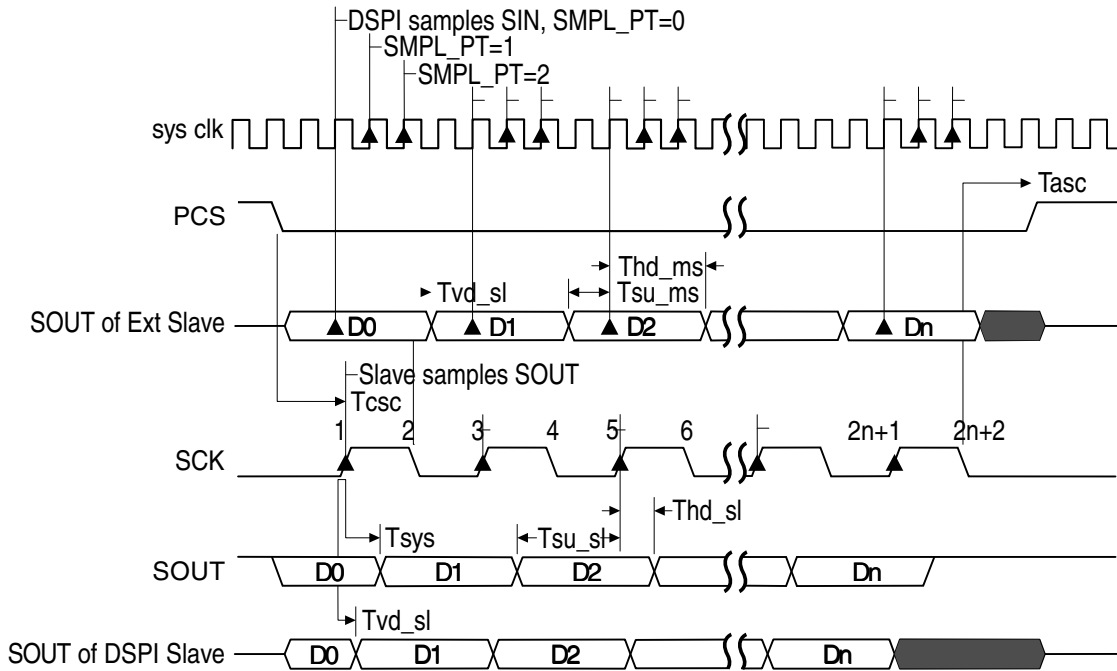 DSPI samples SIN, SMPL_PT=0
SMPL_PT=1
SMPL_PT=2
sys clk
Tasc
PCS
Thd_ms
Tvd_sl
Tsu_ms
SOUT of Ext Slave
D0
D1
D2
Dn
Slave samples SOUT
Tcsc
1
2
3
4
5
6
2n+1
2n+2
SCK
Thd_sl
Tsys
Tsu_sl
SOUT
D0
D1
D2
Dn
Tvd_sl
SOUT of DSPI Slave
D0
D1
D2
Dn